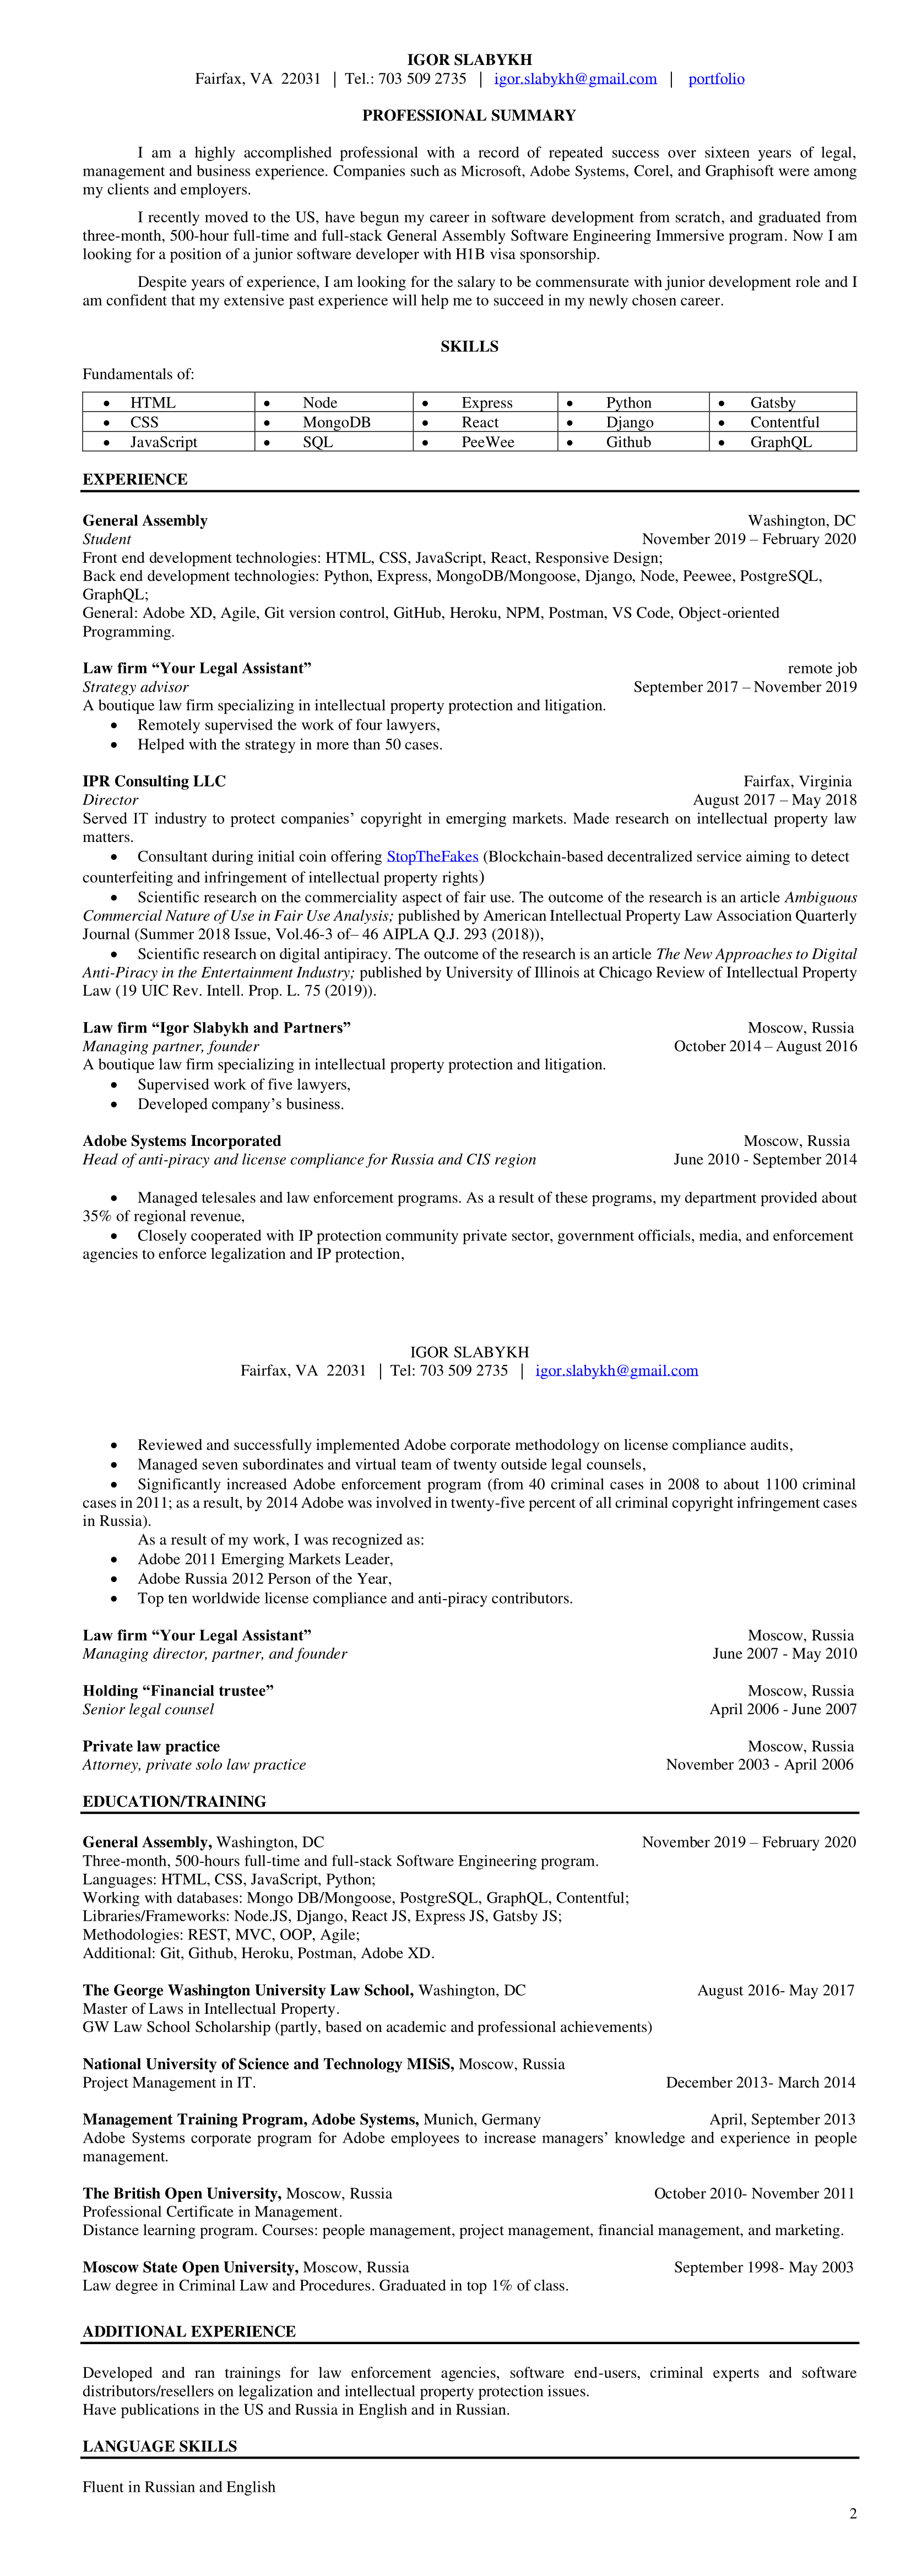 IGOR SLABYKH
Fairfax, VA 22031 | Tel.: 703 509 2735 | igor.slabykh@gmail.com | portfolio
PROFESSIONAL SUMMARY
I am a highly accomplished professional with a record of repeated success over sixteen years of legal,
management and business experience. Companies such as Microsoft, Adobe Systems, Corel, and Graphisoft were among
my clients and employers.
I recently moved to the US, have begun my career in software development from scratch, and graduated from
three-month, 500-hour full-time and full-stack General Assembly Software Engineering Immersive program. Now I am
looking for a position of a junior software developer with H1B visa sponsorship.
Despite years of experience, I am looking for the salary to be commensurate with junior development role and I
am confident that my extensive past experience will help me to succeed in my newly chosen career.
SKILLS
Fundamentals of:
• HTML • Node • Express • Python • Gatsby
• CSS • MongoDB • React • Django • Contentful
• JavaScript • SQL • PeeWee • Github • GraphQL
EXPERIENCE
General Assembly Washington, DC
Student November 2019 – February 2020
Front end development technologies: HTML, CSS, JavaScript, React, Responsive Design;
Back end development technologies: Python, Express, MongoDB/Mongoose, Django, Node, Peewee, PostgreSQL,
GraphQL;
General: Adobe XD, Agile, Git version control, GitHub, Heroku, NPM, Postman, VS Code, Object-oriented
Programming.
Law firm “Your Legal Assistant” remote job
Strategy advisor September 2017 – November 2019
A boutique law firm specializing in intellectual property protection and litigation.
• Remotely supervised the work of four lawyers,
• Helped with the strategy in more than 50 cases.
IPR Consulting LLC Fairfax, Virginia
Director August 2017 – May 2018
Served IT industry to protect companies’ copyright in emerging markets. Made research on intellectual property law
matters.
• Consultant during initial coin offering StopTheFakes (Blockchain-based decentralized service aiming to detect
counterfeiting and infringement of intellectual property rights)
• Scientific research on the commerciality aspect of fair use. The outcome of the research is an article Ambiguous
Commercial Nature of Use in Fair Use Analysis; published by American Intellectual Property Law Association Quarterly
Journal (Summer 2018 Issue, Vol.46-3 of– 46 AIPLA Q.J. 293 (2018)),
• Scientific research on digital antipiracy. The outcome of the research is an article The New Approaches to Digital
Anti-Piracy in the Entertainment Industry; published by University of Illinois at Chicago Review of Intellectual Property
Law (19 UIC Rev. Intell. Prop. L. 75 (2019)).
Law firm “Igor Slabykh and Partners” Moscow, Russia
Managing partner, founder October 2014 – August 2016
A boutique law firm specializing in intellectual property protection and litigation.
• Supervised work of five lawyers,
• Developed company’s business.
Adobe Systems Incorporated Moscow, Russia
Head of anti-piracy and license compliance for Russia and CIS region June 2010 - September 2014
• Managed telesales and law enforcement programs. As a result of these programs, my department provided about
35% of regional revenue,
• Closely cooperated with IP protection community private sector, government officials, media, and enforcement
agencies to enforce legalization and IP protection,
IGOR SLABYKH
Fairfax, VA 22031 | Tel: 703 509 2735 | igor.slabykh@gmail.com
• Reviewed and successfully implemented Adobe corporate methodology on license compliance audits,
• Managed seven subordinates and virtual team of twenty outside legal counsels,
• Significantly increased Adobe enforcement program (from 40 criminal cases in 2008 to about 1100 criminal
cases in 2011; as a result, by 2014 Adobe was involved in twenty-five percent of all criminal copyright infringement cases
in Russia).
As a result of my work, I was recognized as:
• Adobe 2011 Emerging Markets Leader,
• Adobe Russia 2012 Person of the Year,
• Top ten worldwide license compliance and anti-piracy contributors.
Law firm “Your Legal Assistant” Moscow, Russia
Managing director, partner, and founder June 2007 - May 2010
Holding “Financial trustee” Moscow, Russia
Senior legal counsel April 2006 - June 2007
Private law practice Moscow, Russia
Attorney, private solo law practice November 2003 - April 2006
EDUCATION/TRAINING
General Assembly, Washington, DC November 2019 – February 2020
Three-month, 500-hours full-time and full-stack Software Engineering program.
Languages: HTML, CSS, JavaScript, Python;
Working with databases: Mongo DB/Mongoose, PostgreSQL, GraphQL, Contentful;
Libraries/Frameworks: Node.JS, Django, React JS, Express JS, Gatsby JS;
Methodologies: REST, MVC, OOP, Agile;
Additional: Git, Github, Heroku, Postman, Adobe XD.
The George Washington University Law School, Washington, DC August 2016- May 2017
Master of Laws in Intellectual Property.
GW Law School Scholarship (partly, based on academic and professional achievements)
National University of Science and Technology MISiS, Moscow, Russia
Project Management in IT. December 2013- March 2014
Management Training Program, Adobe Systems, Munich, Germany April, September 2013
Adobe Systems corporate program for Adobe employees to increase managers’ knowledge and experience in people
management.
The British Open University, Moscow, Russia October 2010- November 2011
Professional Certificate in Management.
Distance learning program. Courses: people management, project management, financial management, and marketing.
Moscow State Open University, Moscow, Russia September 1998- May 2003
Law degree in Criminal Law and Procedures. Graduated in top 1% of class.
ADDITIONAL EXPERIENCE
Developed and ran trainings for law enforcement agencies, software end-users, criminal experts and software
distributors/resellers on legalization and intellectual property protection issues.
Have publications in the US and Russia in English and in Russian.
LANGUAGE SKILLS
Fluent in Russian and English
2